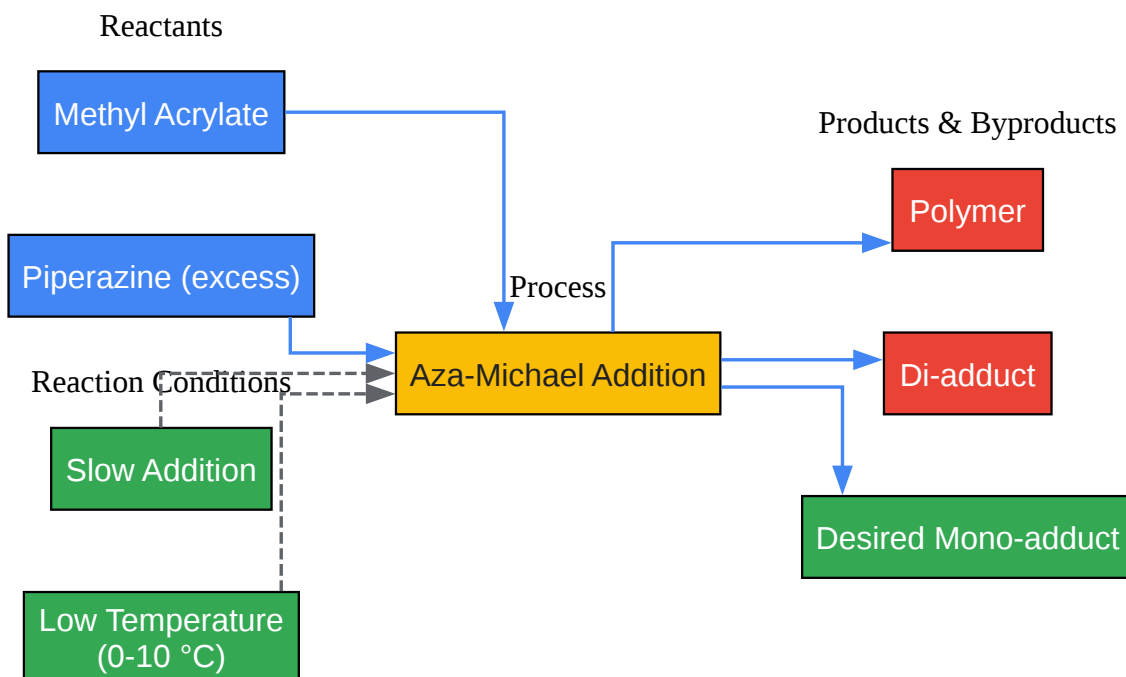 Reactants
Methyl Acrylate
Products & Byproducts
Polymer
Piperazine (excess)
Process
Aza-Michael Addition
Di-adduct
Reaction Conditions
Slow Addition
Desired Mono-adduct
Low Temperature
(0-10 °C)